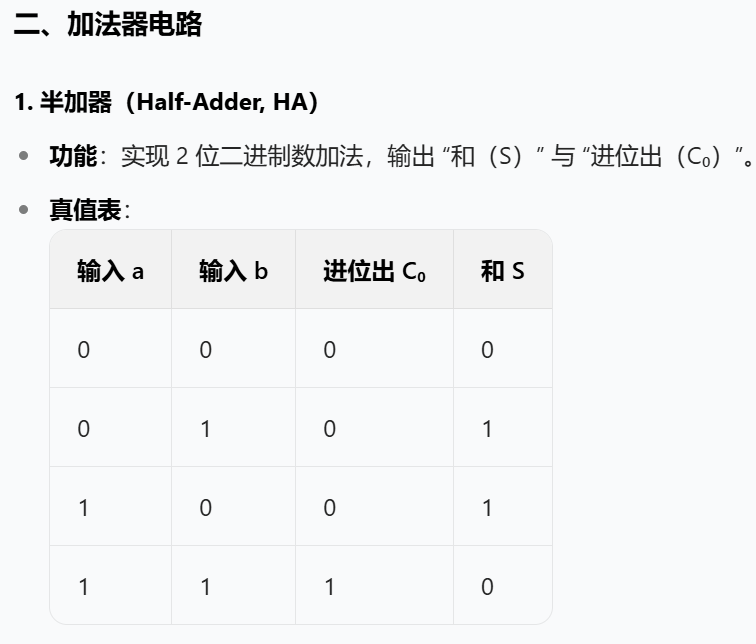 二、加法器电路
1. 半加器（Half-Adder, HA）
功能：实现 2 位二进制数加法，输出 “和（S）” 与 “进位出（C₀）”。
真值表：
输入 a 输入 b 进位出 C₀ 和 S
0 0 0 0
0 1 0 1
1 0 0 1
1 1 1 0